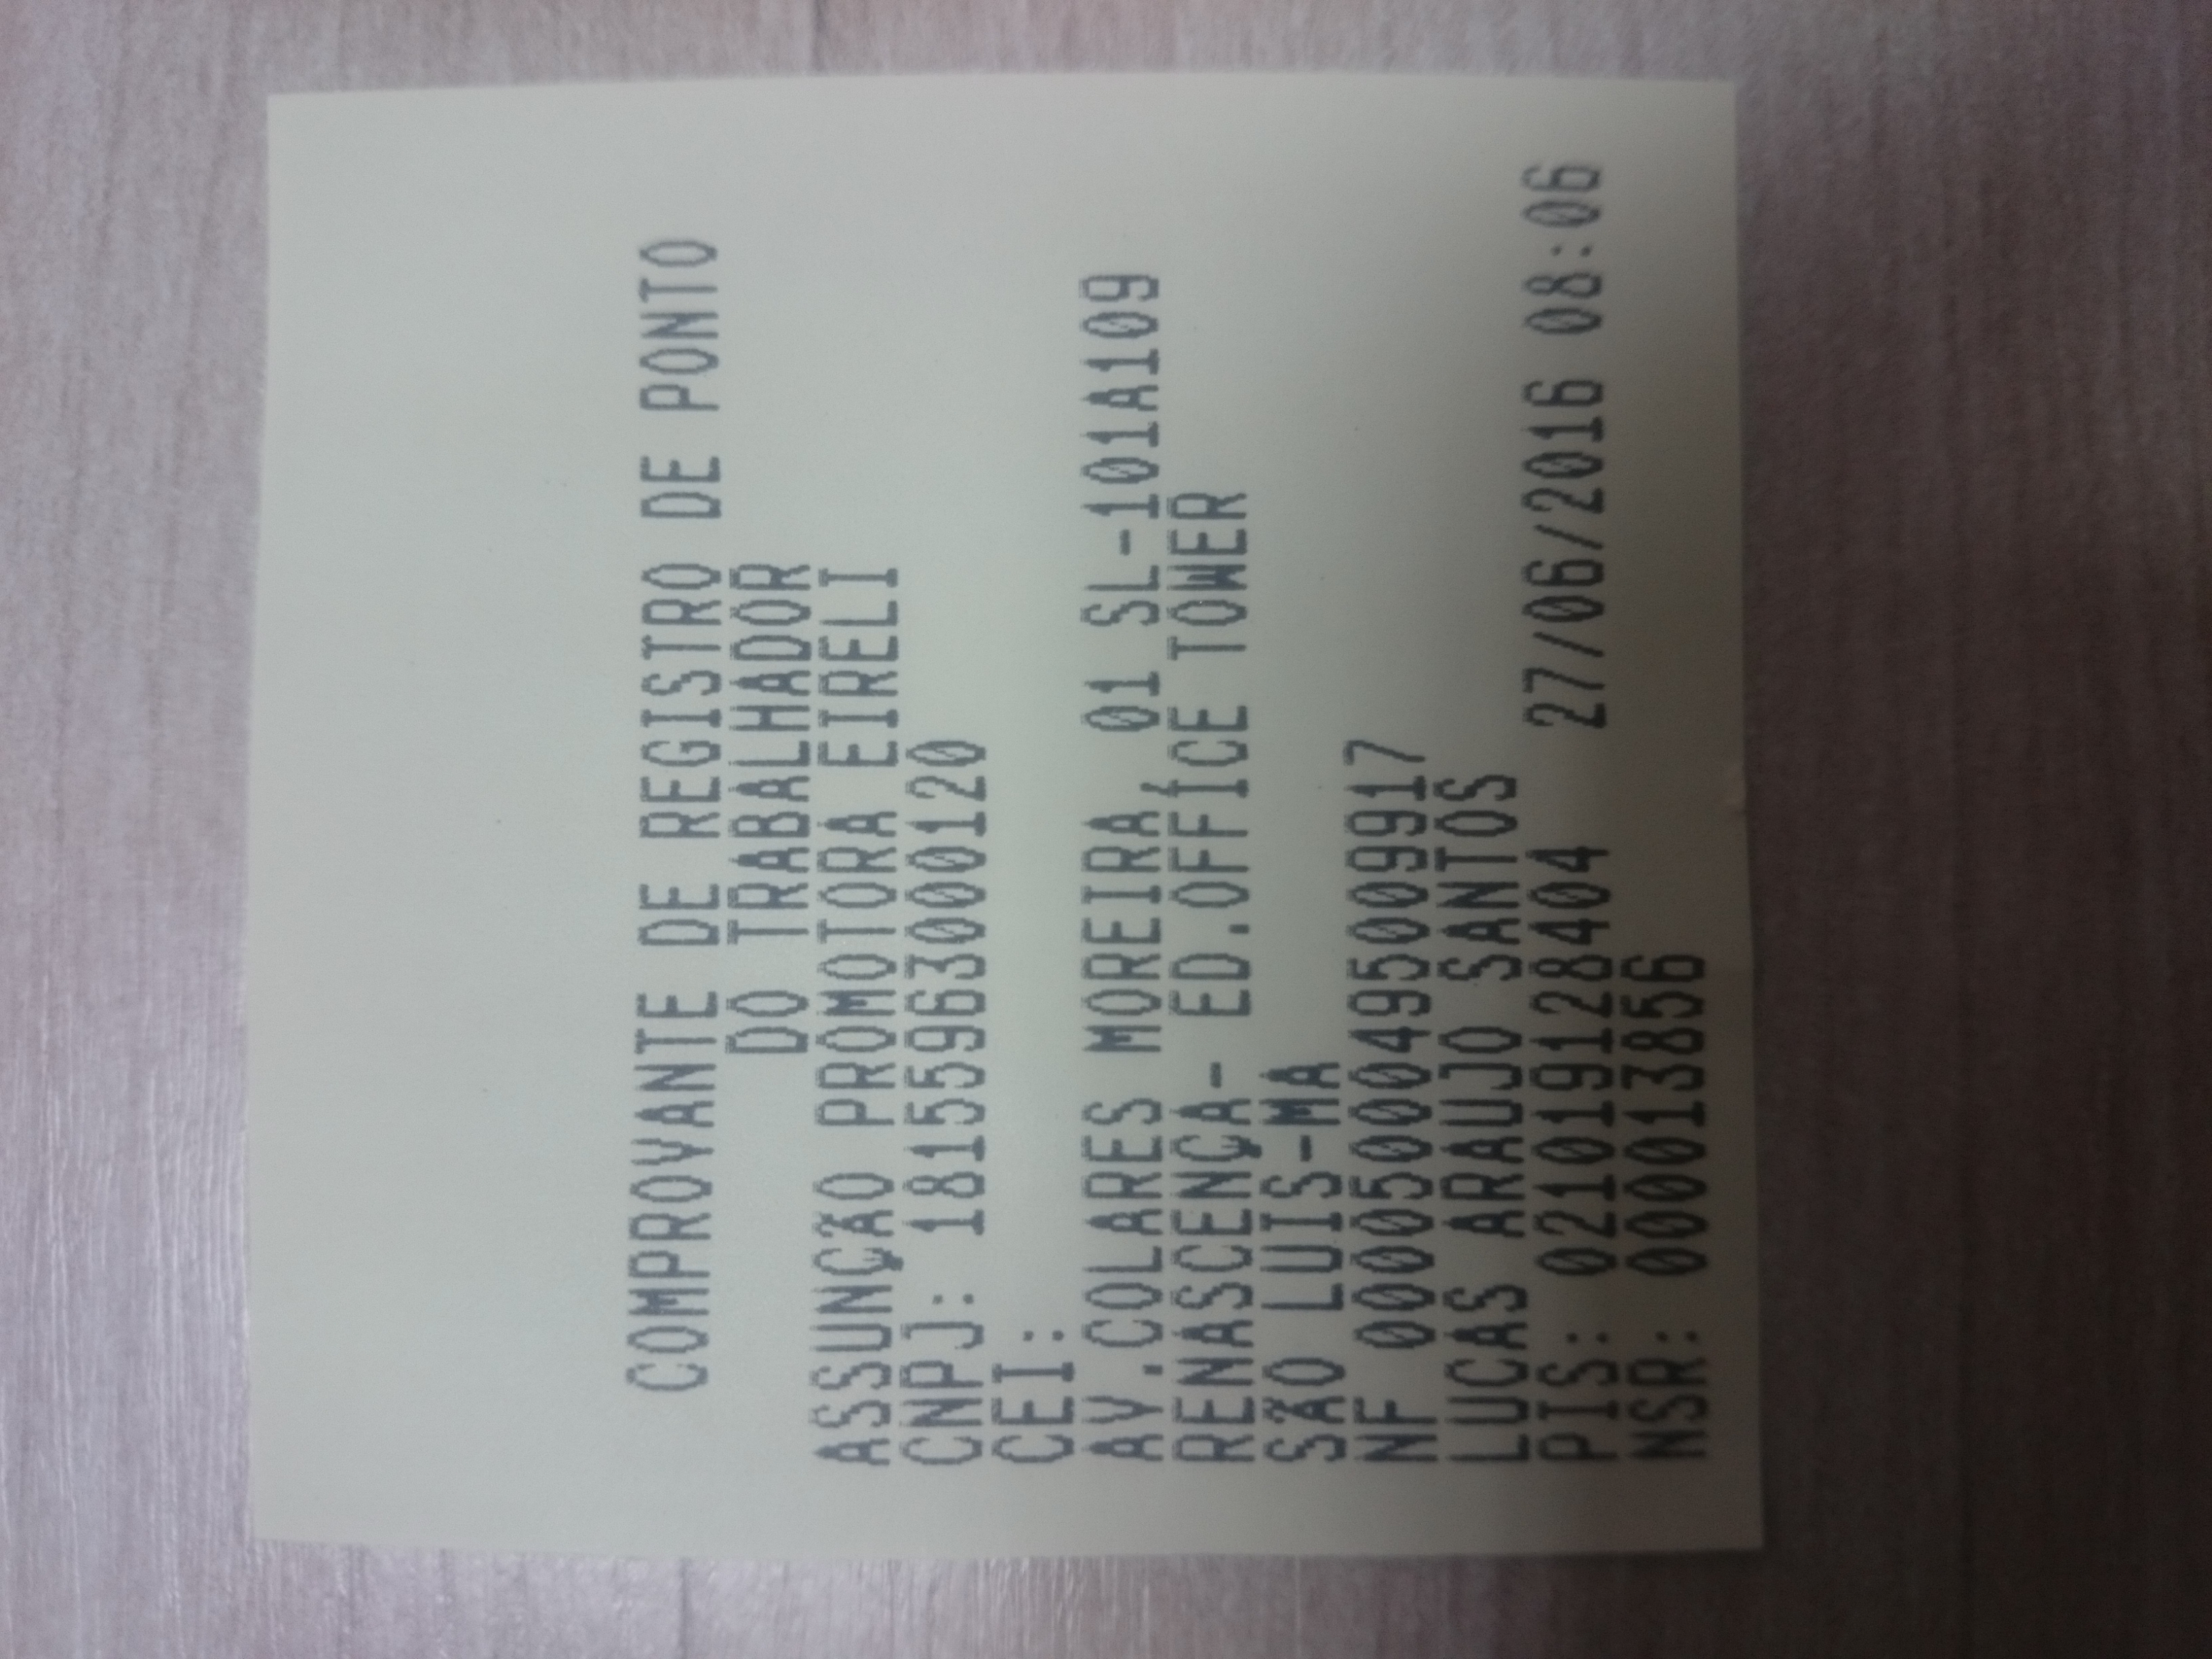 COMPROVANTE DE REGISTRO DE PONTO
DO TRABALHADOR
ASSUNÇÃO PROMOTORA EIRELI
CNPJ: 18155963000120
CEI:
AV.COLARES MOREIRA, 01 SL-101A109
RENASCENÇA- ED.OFFICE TOWER
SÃO LUIS-MA
NF 00005000495009917
LUCAS ARAUJO SANTOS
PIS: 021019128404 27/06/2016 08:06
NSR: 000013856